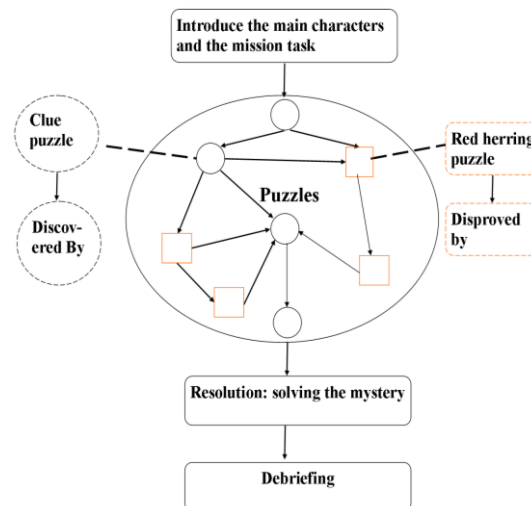 Introduce the main characters
and the mission task
Clue
puzzle
Red herring
puzzle
Puzzles
Discov-
ered By
Disproved
by
Resolution: solving the mystery
Debriefing